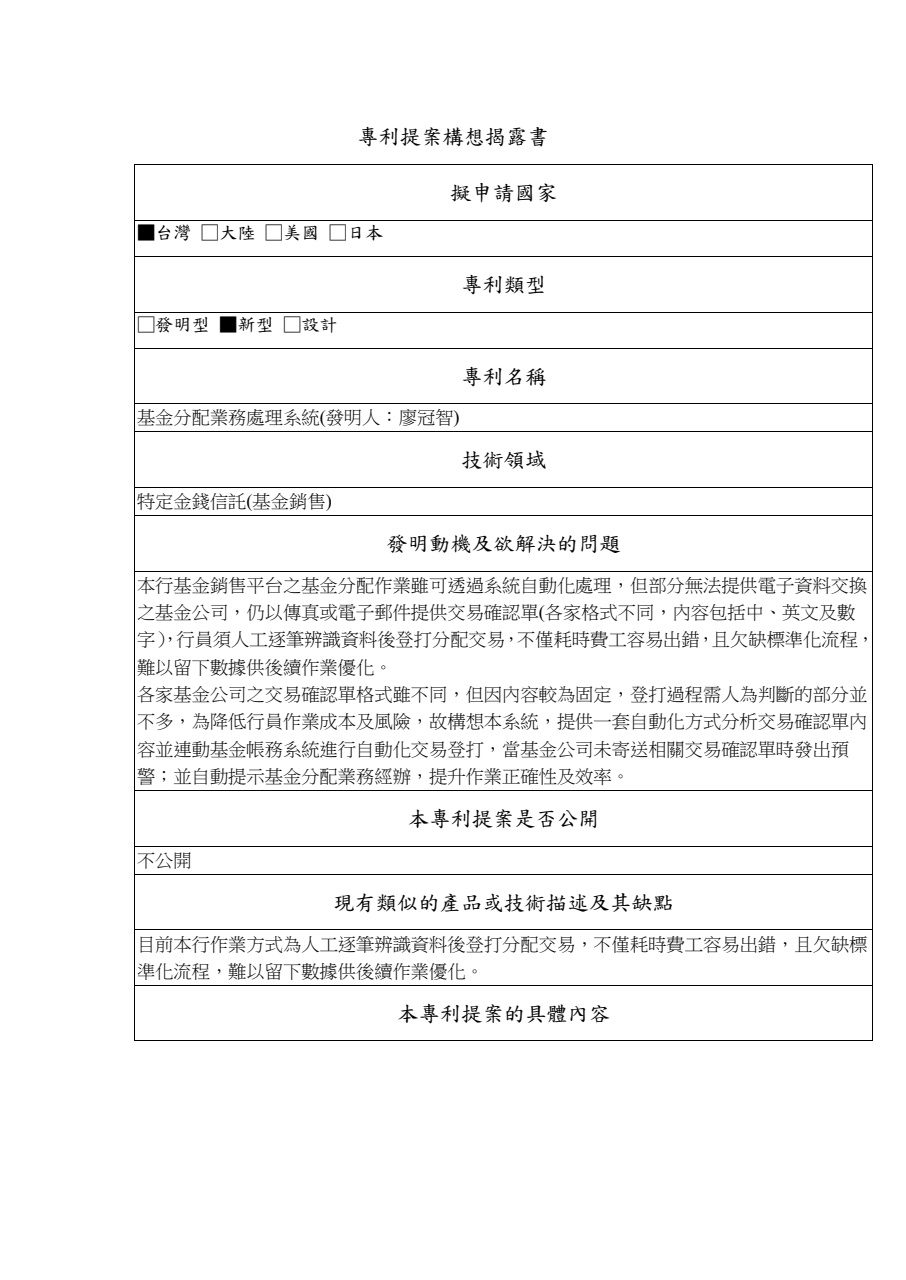 專利提案構想揭露書
擬申請國家
■台灣 □大陸 □美國 □日本
專利類型
□發明型 ■新型 □設計
專利名稱
基金分配業務處理系統(發明人：廖冠智)
技術領域
特定金錢信託(基金銷售)
發明動機及欲解決的問題
本行基金銷售平台之基金分配作業雖可透過系統自動化處理，但部分無法提供電子資料交換
之基金公司，仍以傳真或電子郵件提供交易確認單(各家格式不同，內容包括中、英文及數
字），行員須人工逐筆辨識資料後登打分配交易，不僅耗時費工容易出錯，且欠缺標準化流程，
難以留下數據供後續作業優化。
各家基金公司之交易確認單格式雖不同，但因內容較為固定，登打過程需人為判斷的部分並
不多，為降低行員作業成本及風險，故構想本系統，提供一套自動化方式分析交易確認單內
容並連動基金帳務系統進行自動化交易登打，當基金公司未寄送相關交易確認單時發出預
警；並自動提示基金分配業務經辦，提升作業正確性及效率。
本專利提案是否公開
不公開
現有類似的產品或技術描述及其缺點
目前本行作業方式為人工逐筆辨識資料後登打分配交易，不僅耗時費工容易出錯，且欠缺標
準化流程，難以留下數據供後續作業優化。
本專利提案的具體內容